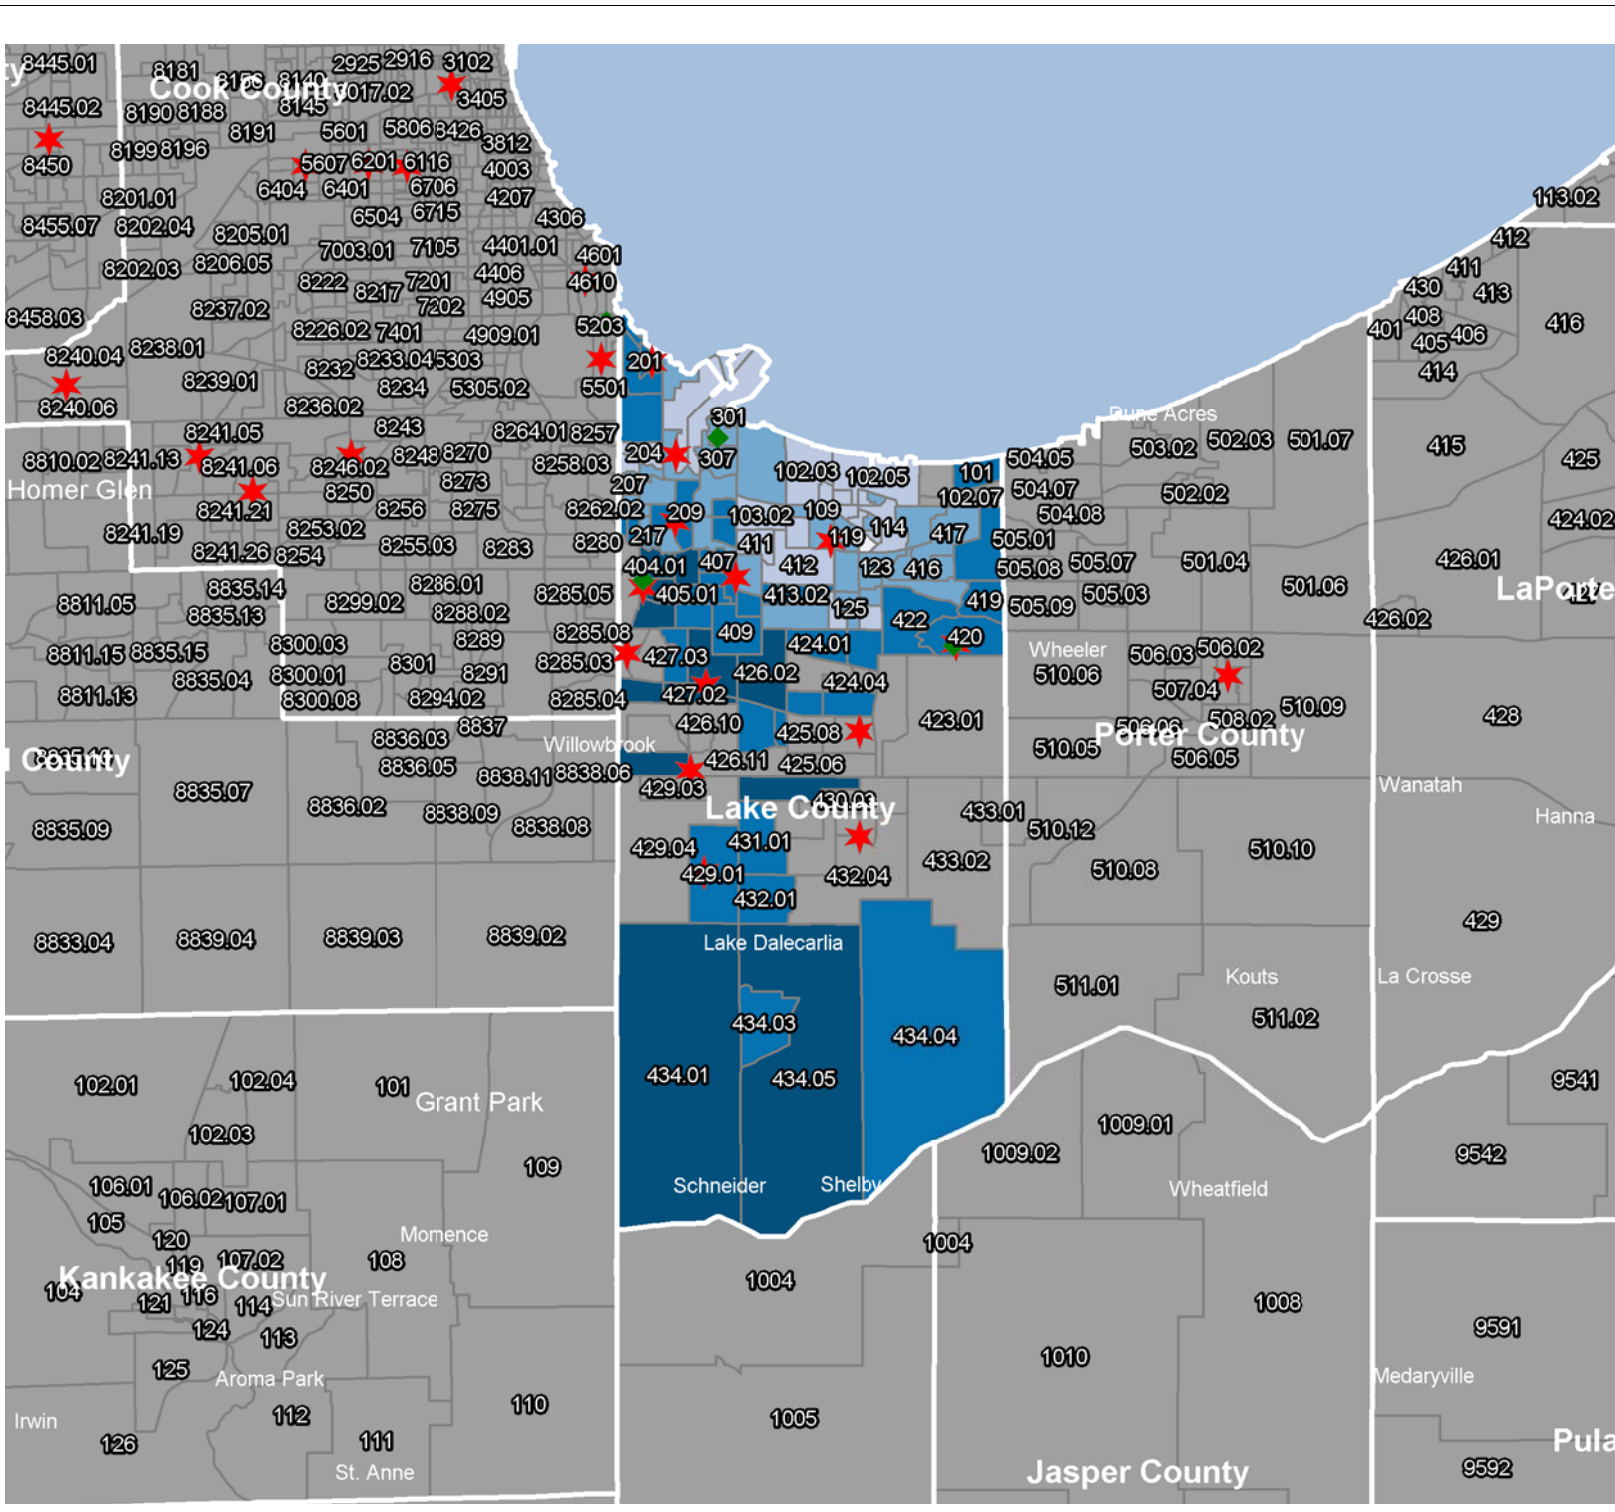 8445.01 8181 8156 8140 2925 2916 3102
Cook County
8017.02 3405
8445.02 8190 8188 8145
8191 5601 5806 8426 3812
8199 8196
8450 5607 6201 6116 4003
8201.01 6404 6401 6706 4207
8455.07 8202.04 8205.01 6504 6715 4306
113.02
412
8202.03 8206.05 7003.01 7105 4401.01 4601
411
8222 8217 7201 4406 4610
430 413
8458.03 8237.02 7202 4905
408 416
8226.02 7401 4909.01 5203
401 405 406
8240.04 8238.01 8232 8233.04 5303 201
414
8239.01 8234 5305.02 5501
8240.06 8236.02
Dune Acres
301
8241.05 8243 8264.01 8257
503.02 502.03 501.07 415
8810.02 8241.13 8241.06 8246.02 8248 8270 8258.03 204 307 102.03 102.05 101 504.05 425
Homer Glen
8250 8273 207 102.07 504.07 502.02
8241.21 8256 8275 8262.02 209 103.02 109 504.08
8241.19 8253.02 217 119 114 417 424.02
8241.26 8254 8255.03 8283 8280 411 505.01
404.01 407 412 123 416 505.08 505.07 501.04 426.01
LaPorte
8835.14 8286.01 8285.05 405.01 413.02 419 505.03 501.06 427
8811.05 8835.13 8299.02 8288.02 125 505.09
422 426.02
8300.03 8289 8285.08 409 424.01 420
8811.15 8835.15 8301 8285.03 427.03 Wheeler 506.03 506.02
8835.04 8300.01 8291 426.02 424.04 510.06
8811.13 8300.08 8294.02 8285.04 427.02 507.04
426.10 425.08 423.01 506.06 508.02 510.09 428
8837
8836.03 Willowbrook 510.05 Porter County
County 8836.05 8838.11 8838.06 426.11 425.06 506.05
8835.07 429.03 430.03 Wanatah
8836.02 8838.09 Lake County 433.01 Hanna
8835.09 8838.08 510.12
429.04 431.01 433.02 510.08 510.10
429.01 432.04
432.01
8833.04 8839.04 8839.03 8839.02 Lake Dalecarlia 429
511.01 Kouts La Crosse
434.03 434.04 511.02
434.01 434.05
102.01 102.04 101 9541
Grant Park
102.03 1009.01
109 1009.02 9542
106.01 106.02 107.01 Schneider Shelby Wheatfield
105
120 Momence 1004
119 107.02 108
Kankakee County 1004
104 121 116 114 Sun River Terrace 1008
124 113 9591
125 1010
Aroma Park Medaryville
Irwin 112 110 1005
126 111 Pula
St. Anne Jasper County 9592